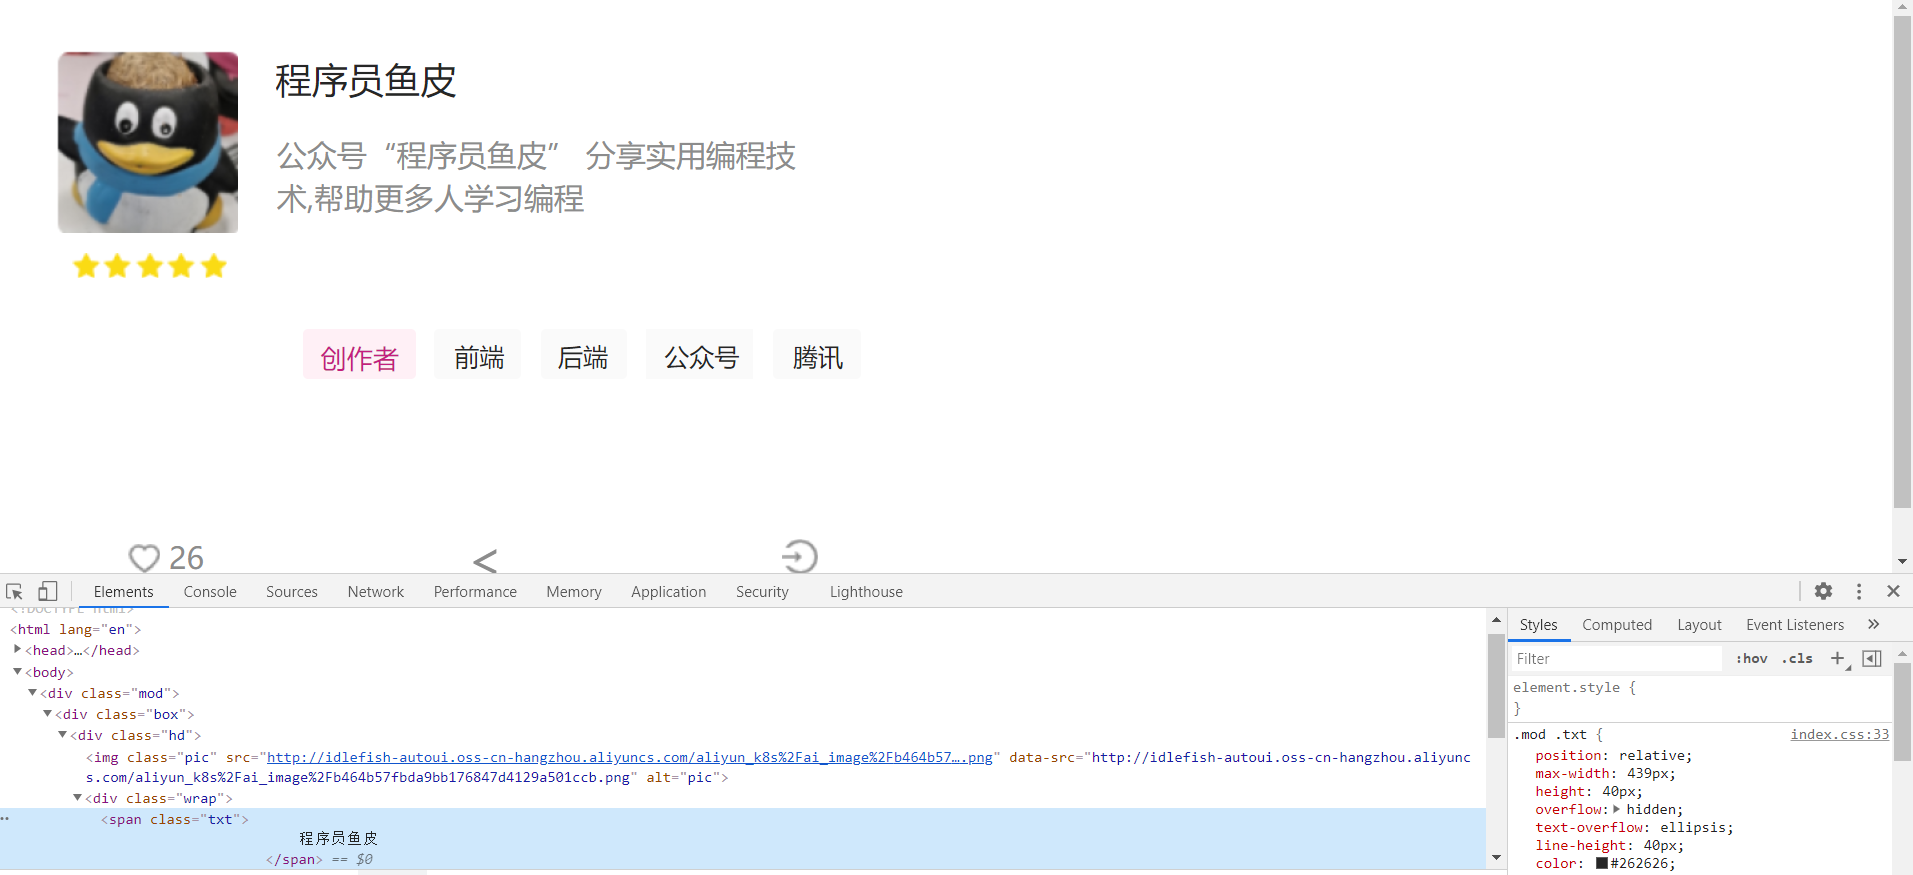 程序员鱼皮
公众号“程序员鱼皮” 分享实用编程技
术,帮助更多人学习编程
创作者 前端 后端 公众号 腾讯
26 <
Elements Console Sources Network Performance Memory Application Security Lighthouse
<!DOCTYPE html>
<html lang="en">
<head>…</head>
<body>
<div class="mod">
<div class="box">
<div class="hd">
<img class="pic" src="http://idlefish-autoui.oss-cn-hangzhou.aliyuncs.com/aliyun_k8s%2Fai_image%2Fb464b57….png" data-src="http://idlefish-autoui.oss-cn-hangzhou.aliyunc
s.com/aliyun_k8s%2Fai_image%2Fb464b57fbda9bb176847d4129a501ccb.png" alt="pic">
<div class="wrap">
<span class="txt">
程序员鱼皮
</span> == $0
Styles Computed Layout Event Listeners »
Filter :hov .cls +
element.style {
}
.mod .txt { index.css:33
position: relative;
max-width: 439px;
height: 40px;
overflow: hidden;
text-overflow: ellipsis;
line-height: 40px;
color: #262626;